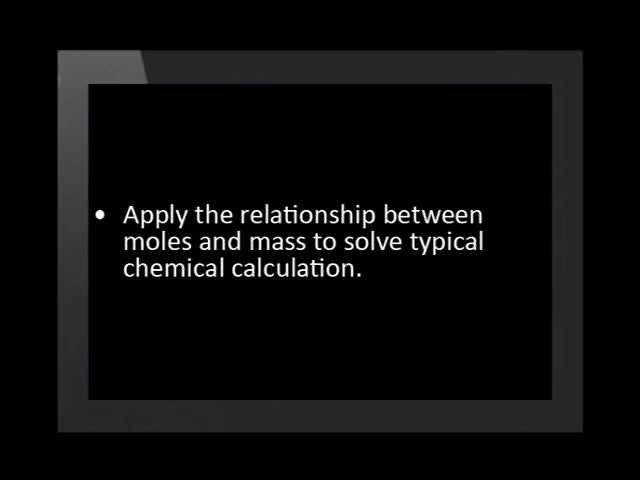 • Apply the relationship between
moles and mass to solve typical
chemical calculation.